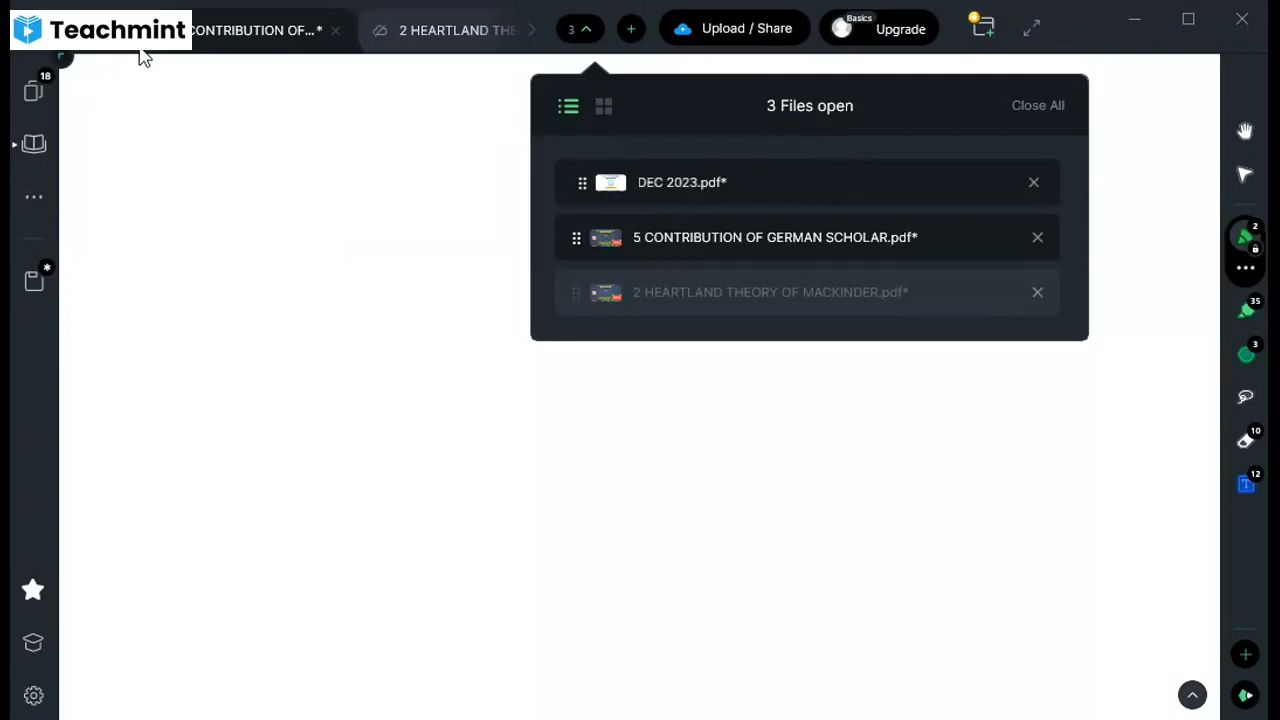 Teachmint
CONTRIBUTION OF...*
2 HEARTLAND THE
3
Upload / Share
Basics
Upgrade
18
3 Files open
Close All
DEC 2023.pdf*
5 CONTRIBUTION OF GERMAN SCHOLAR.pdf*
2 HEARTLAND THEORY OF MACKINDER.pdf*
2
35
3
10
12
T